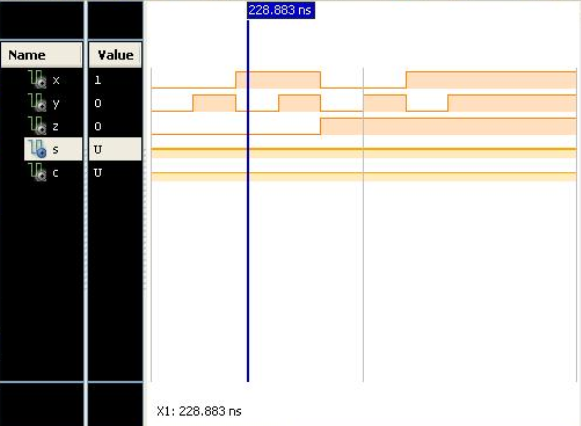 228.883 ns
Name Value
x 1
y 0
z 0
s U
c U
X1: 228.883 ns